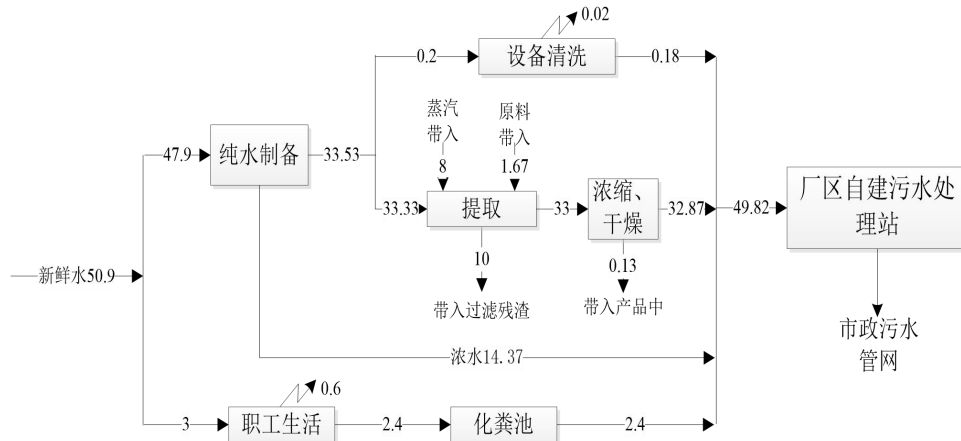 0.02
设备清洗
0.2
0.18
蒸汽
带入
原料
带入
47.9
纯水制备
33.53
8
1.67
33.33
提取
33
浓缩、
干燥
32.87
49.82
厂区自建污水处
理站
新鲜水50.9
10
0.13
带入过滤残渣
带入产品中
市政污水
管网
浓水14.37
0.6
3
职工生活
2.4
化粪池
2.4